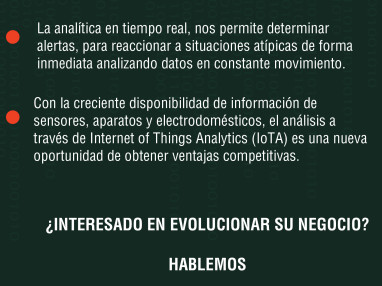 La analítica en tiempo real, nos permite determinar
alertas, para reaccionar a situaciones atípicas de forma
inmediata analizando datos en constante movimiento.
Con la creciente disponibilidad de información de
sensores, aparatos y electrodomésticos, el análisis a
través de Internet of Things Analytics (IoTA) es una nueva
oportunidad de obtener ventajas competitivas.
¿INTERESADO EN EVOLUCIONAR SU NEGOCIO?
HABLEMOS